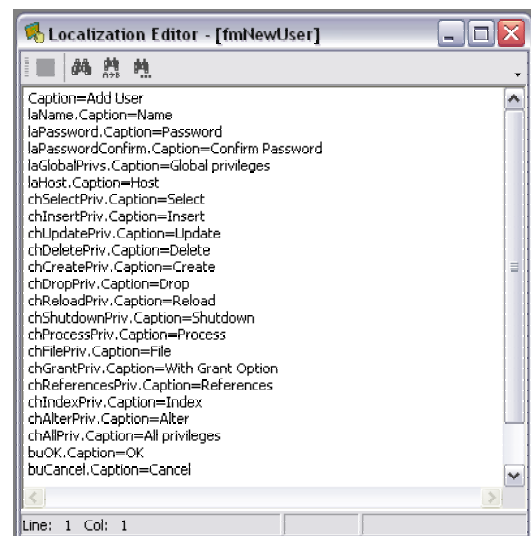 Localization Editor - [fmNewUser]
Caption=Add User
laName.Caption=Name
laPassword.Caption=Password
laPasswordConfirm.Caption=Confirm Password
laGlobalPrivs.Caption=Global privileges
laHost.Caption=Host
chSelectPriv.Caption=Select
chInsertPriv.Caption=Insert
chUpdatePriv.Caption=Update
chDeletePriv.Caption=Delete
chCreatePriv.Caption=Create
chDropPriv.Caption=Drop
chReloadPriv.Caption=Reload
chShutdownPriv.Caption=Shutdown
chProcessPriv.Caption=Process
chFilePriv.Caption=File
chGrantPriv.Caption=With Grant Option
chReferencesPriv.Caption=References
chIndexPriv.Caption=Index
chAlterPriv.Caption=Alter
chAllPriv.Caption=All privileges
buOK.Caption=OK
buCancel.Caption=Cancel
Line: 1 Col: 1